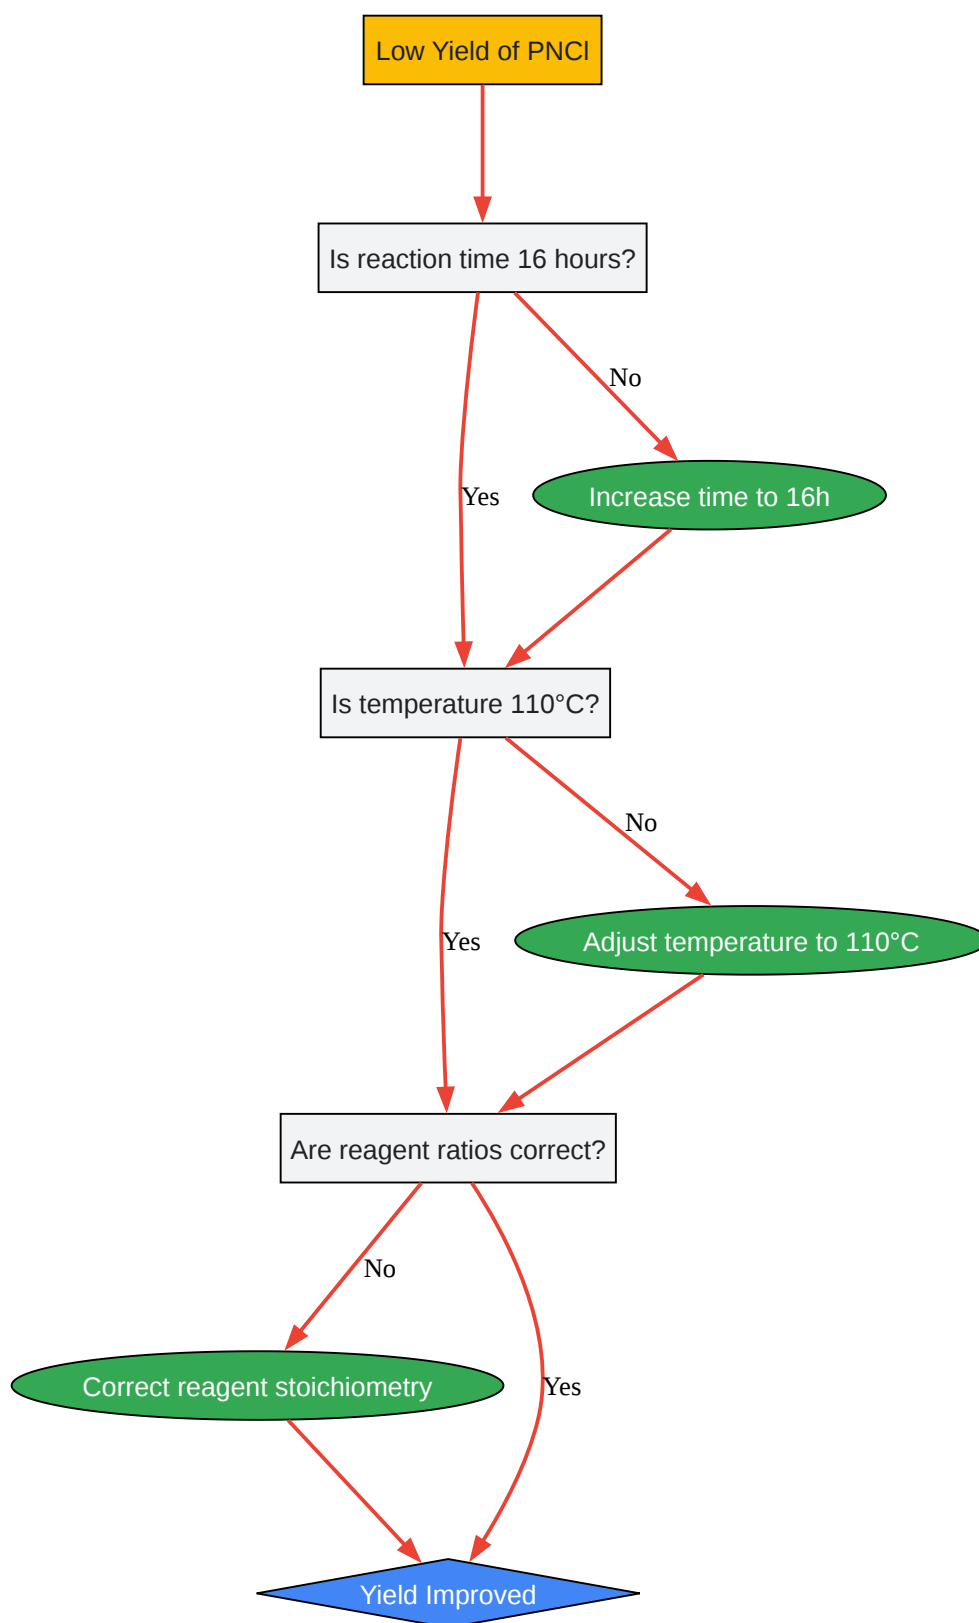 Low Yield of PNCl
Is reaction time 16 hours?
No
Yes
Increase time to 16h
Is temperature 110°C?
No
Yes
Adjust temperature to 110°C
Are reagent ratios correct?
No
Correct reagent stoichiometry
Yes
Yield Improved